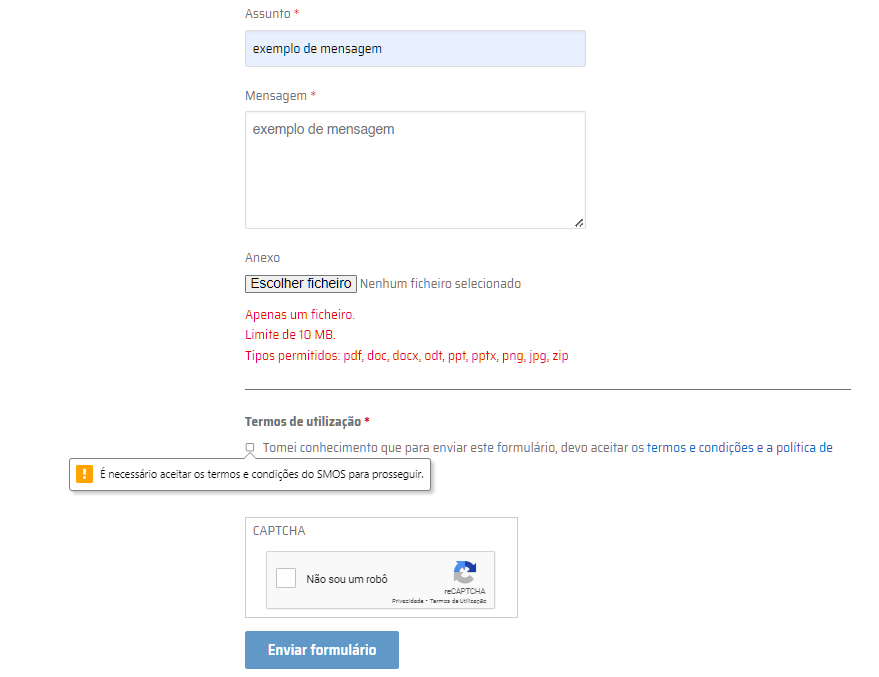 Assunto *
exemplo de mensagem
Mensagem *
exemplo de mensagem
Anexo
Escolher ficheiro Nenhum ficheiro selecionado
Apenas um ficheiro.
Limite de 10 MB.
Tipos permitidos: pdf, doc, docx, odt, ppt, pptx, png, jpg, zip
Termos de utilização *
Tomei conhecimento que para enviar este formulário, devo aceitar os termos e condições e a política de
! É necessário aceitar os termos e condições do SMOS para prosseguir.
CAPTCHA
Não sou um robô
reCAPTCHA
Privacidade - Termos de Utilização
Enviar formulário